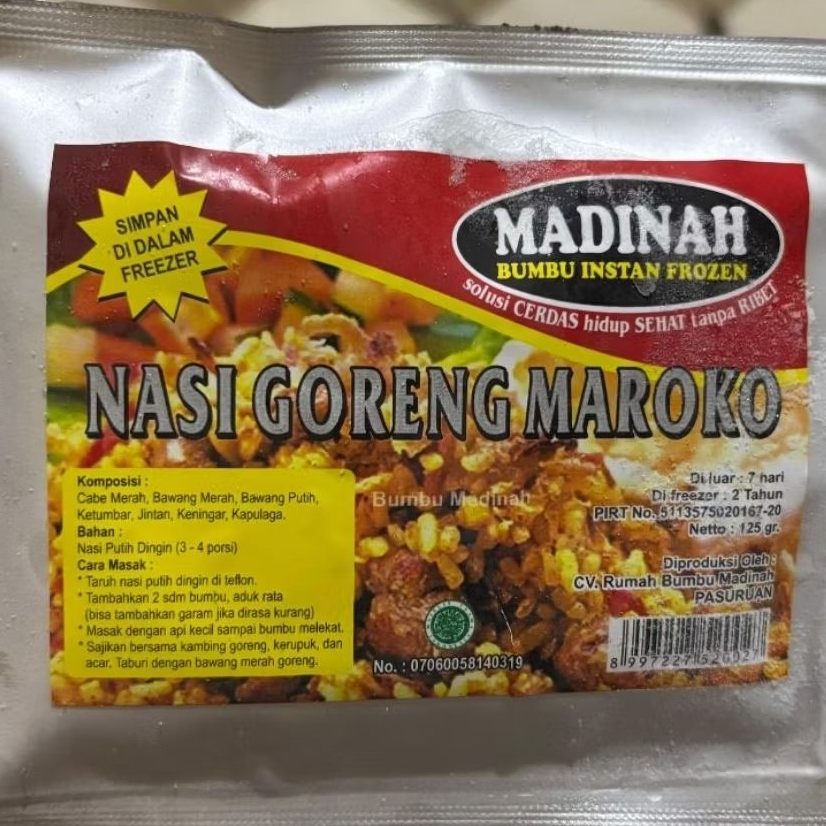 SIMPAN
DI DALAM
FREEZER
MADINAH
BUMBU INSTAN FROZEN
solusi CERDAS hidup SEHAT tanpa RIBET
NASI GORENG MAROKO
Komposisi :
Cabe Merah, Bawang Merah, Bawang Putih,
Ketumbar, Jintan, Keningar, Kapulaga.
Bahan :
Nasi Putih Dingin (3 - 4 porsi)
Cara Masak :
* Taruh nasi putih dingin di teflon.
* Tambahkan 2 sdm bumbu, aduk rata
(bisa tambahkan garam jika dirasa kurang)
* Masak dengan api kecil sampai bumbu melekat.
* Sajikan bersama kambing goreng, kerupuk, dan
acar. Taburi dengan bawang merah goreng.
Bumbu Madinah
No. : 07060058140319
Di luar : 7 hari
Di freezer : 2 Tahun
PIRT No. 5113575020167-20
Netto : 125 gr.
Diproduksi Oleh :
CV. Rumah Bumbu Madinah
PASURUAN